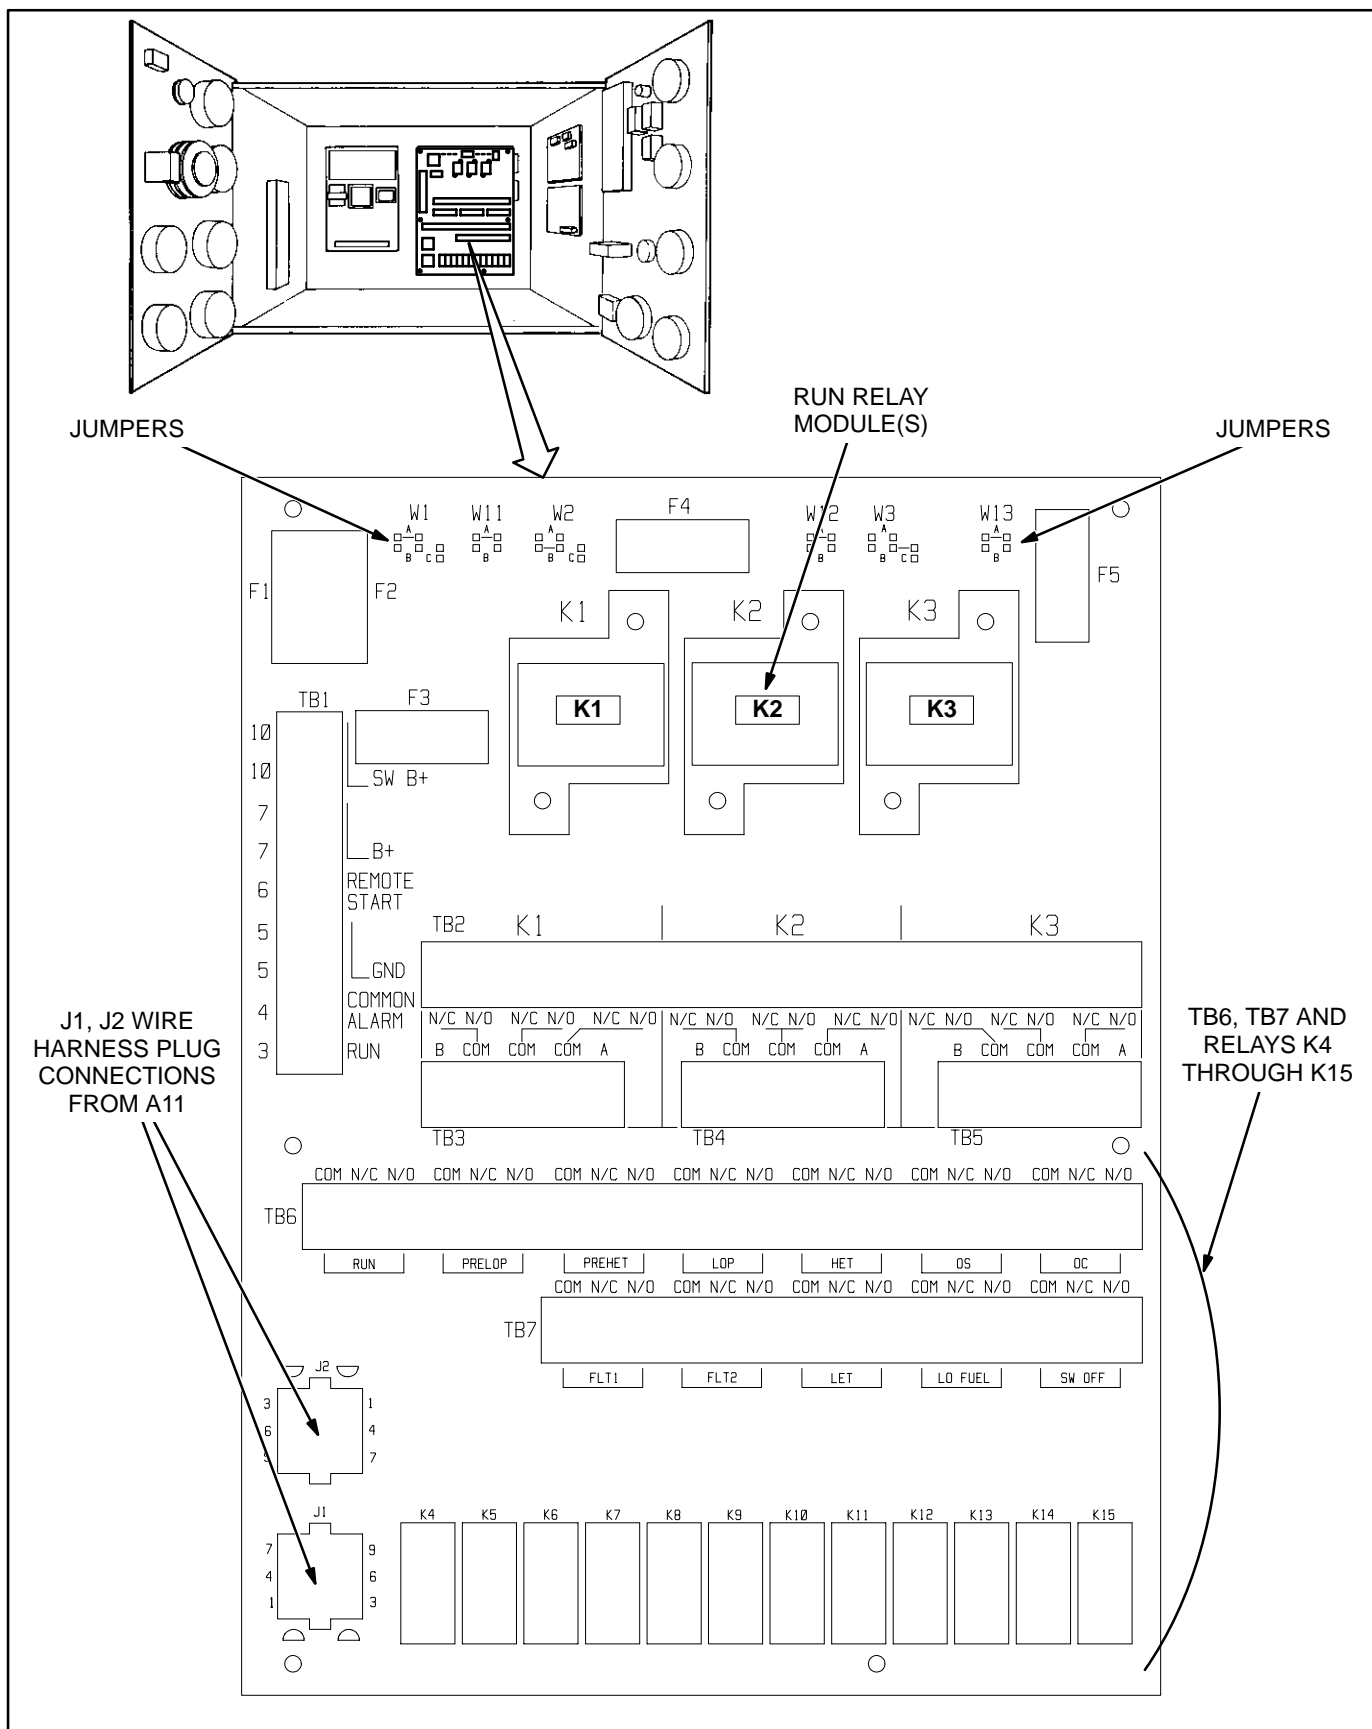 JUMPERS
RUN RELAY
MODULE(S)
JUMPERS
W1 W11 W2 F4 W12 W3 W13
A A A A A A
B C B B C B B C B
F1 F2 F5
K1 K2 K3
K1 K2 K3
TB1 F3
10
10
SW B+
7
7
B+
6
REMOTE
START
5
5
GND
4
COMMON
ALARM
3
RUN
TB2 K1 K2 K3
N/C N/O N/C N/O N/C N/O N/C N/O N/C N/O N/C N/O N/C N/O N/C N/O N/C N/O
B COM COM COM A B COM COM COM A B COM COM COM A
TB3 TB4 TB5
J1, J2 WIRE
HARNESS PLUG
CONNECTIONS
FROM A11
TB6, TB7 AND
RELAYS K4
THROUGH K15
COM N/C N/O COM N/C N/O COM N/C N/O COM N/C N/O COM N/C N/O COM N/C N/O COM N/C N/O
TB6
RUN PRELOP PREHET LOP HET OS OC
COM N/C N/O COM N/C N/O COM N/C N/O COM N/C N/O COM N/C N/O
TB7
FLT1 FLT2 LET LO FUEL SW OFF
J2
3 1
6 4
9 7
J1
7 9
4 6
1 3
K4 K5 K6 K7 K8 K9 K10 K11 K12 K13 K14 K15